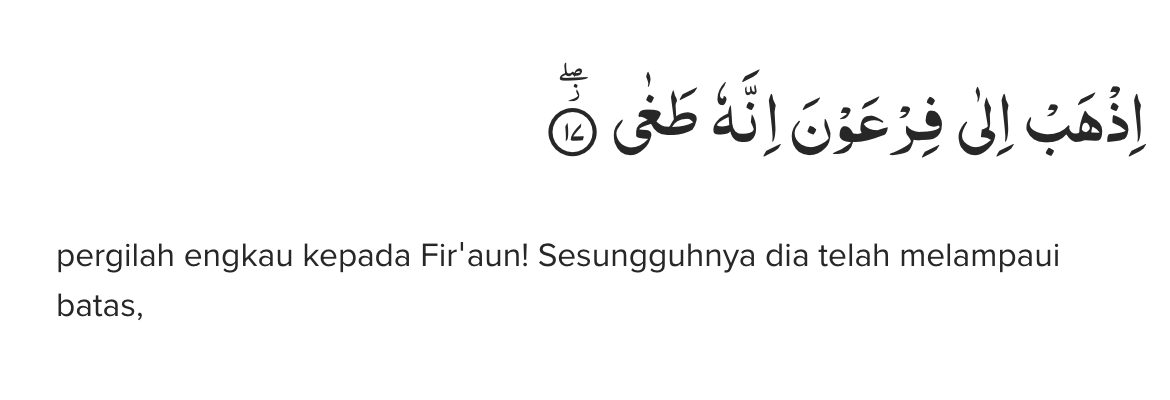 اِذْهَبْ اِلٰى فِرْعَوْنَ اِنَّهٗ طَغٰىۖ ز ١٧
pergilah engkau kepada Fir'aun! Sesungguhnya dia telah melampaui
batas,